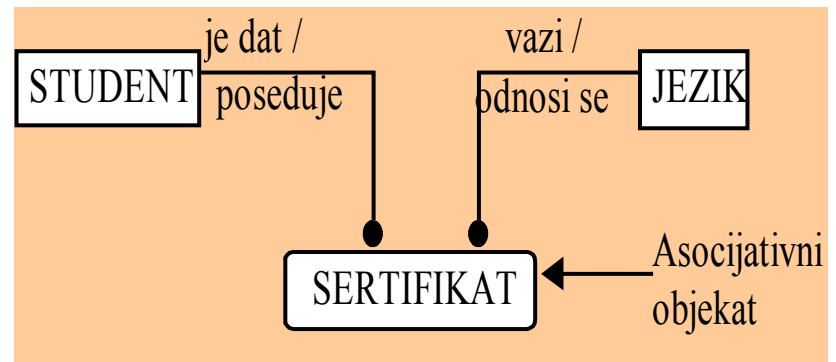 je dat /
poseduje
vazi /
odnosi se
STUDENT
JEZIK
SERTIFIKAT
Asocijativni
objekat